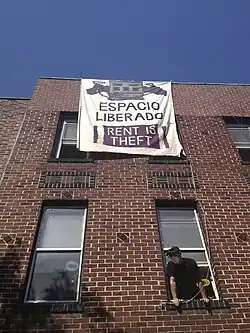 ESPACIO
LIBERADO
RENT IS
THEFT